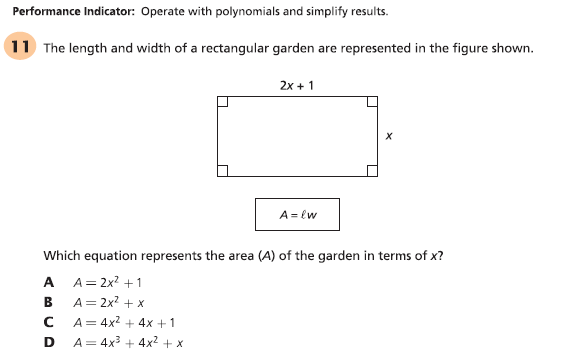 Performance Indicator: Operate with polynomials and simplify results.
11 The length and width of a rectangular garden are represented in the figure shown.
2x + 1
x
A = ℓw
Which equation represents the area (A) of the garden in terms of x?
A A = 2x² + 1
B A = 2x² + x
C A = 4x² + 4x + 1
D A = 4x³ + 4x² + x